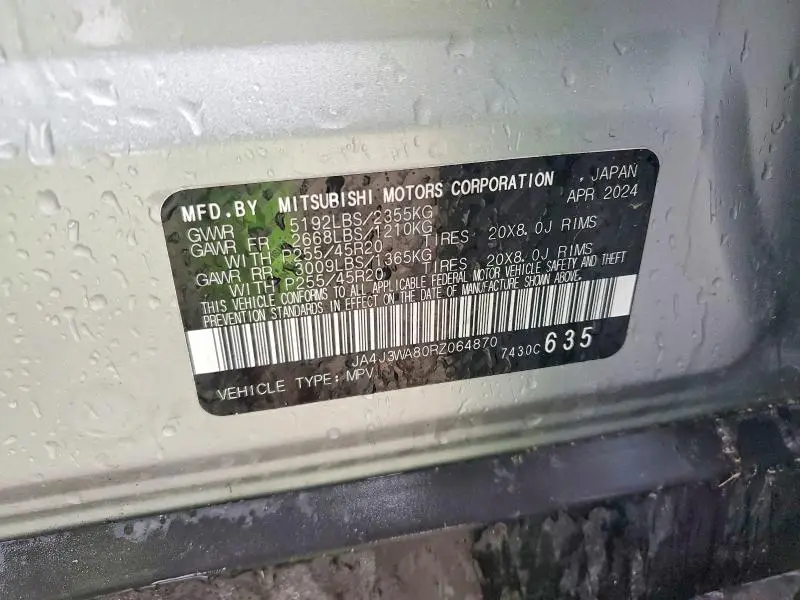 MFD.BY MITSUBISHI MOTORS CORPORATION , JAPAN
APR 2024
GVWR 5192LBS/2355KG
GAWR FR 2668LBS/1210KG
WITH P255/45R20 TIRES 20X8.0J RIMS
GAWR RR 3009LBS/1365KG
WITH P255/45R20 TIRES 20X8.0J RIMS
THIS VEHICLE CONFORMS TO ALL APPLICABLE FEDERAL MOTOR VEHICLE SAFETY AND THEFT
PREVENTION STANDARDS IN EFFECT ON THE DATE OF MANUFACTURE SHOWN ABOVE.
JA4J3WA80RZ064870 7430C 635
VEHICLE TYPE: MPV